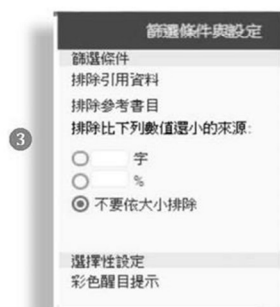 篩選條件與設定
篩選條件
排除引用資料
排除參考書目
排除比下列數值還小的來源:
字
%
不要依大小排除
選擇性設定
彩色醒目提示
3